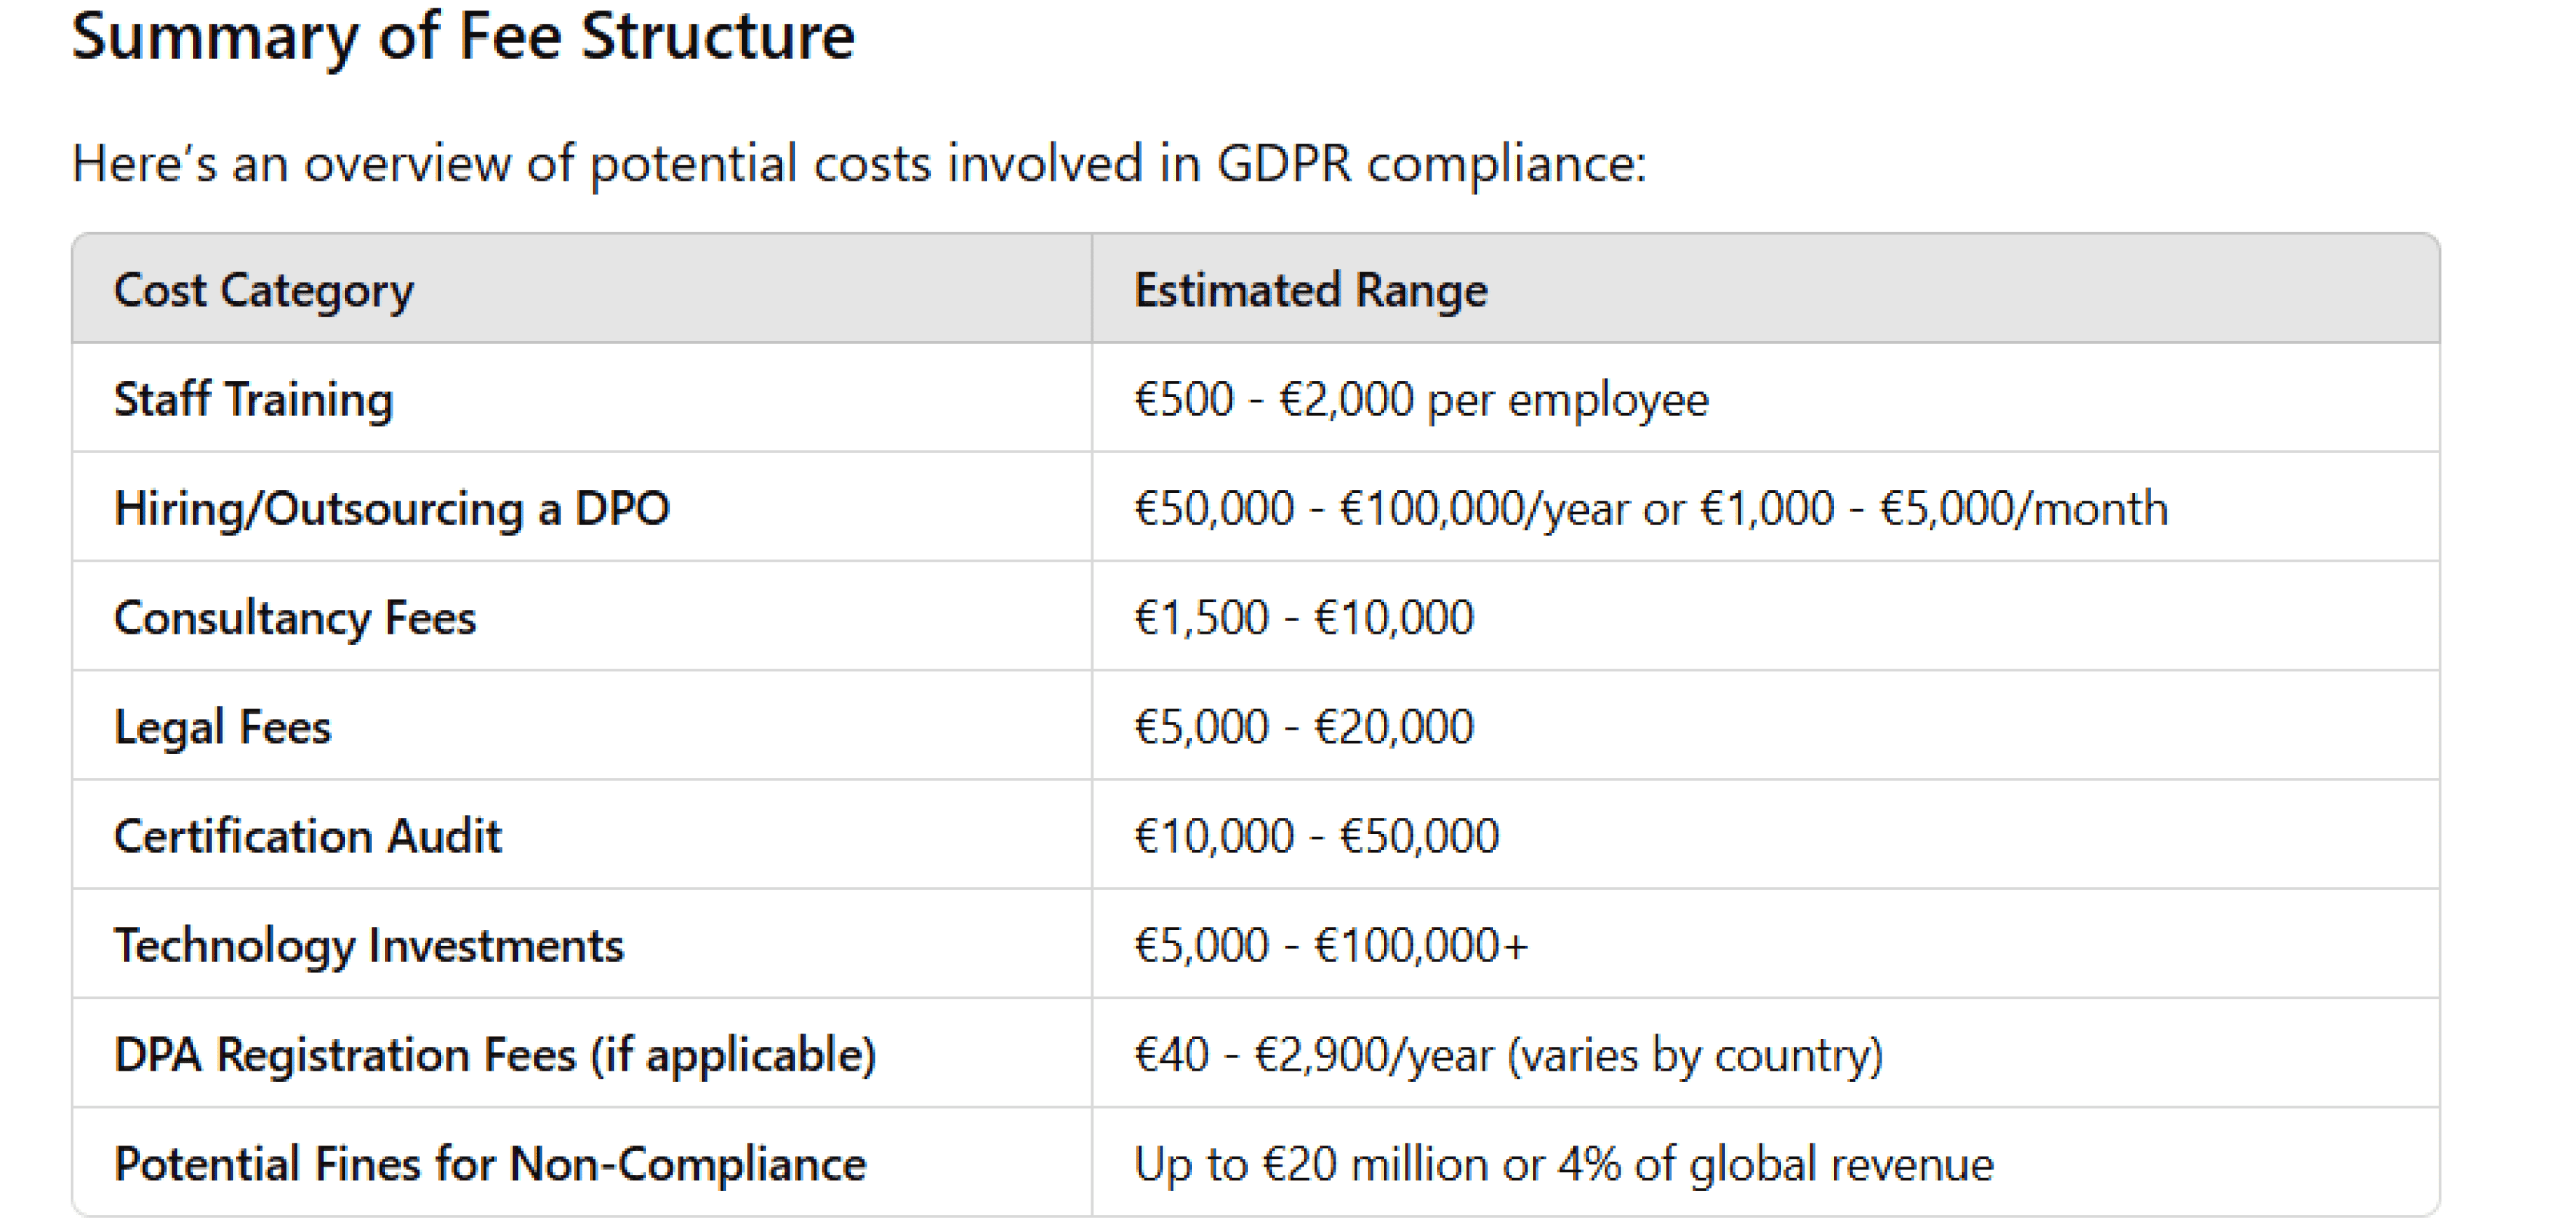 Summary of Fee Structure
Here's an overview of potential costs involved in GDPR compliance:
Cost Category Estimated Range
Staff Training €500 - €2,000 per employee
Hiring/Outsourcing a DPO €50,000 - €100,000/year or €1,000 - €5,000/month
Consultancy Fees €1,500 - €10,000
Legal Fees €5,000 - €20,000
Certification Audit €10,000 - €50,000
Technology Investments €5,000 - €100,000+
DPA Registration Fees (if applicable) €40 - €2,900/year (varies by country)
Potential Fines for Non-Compliance Up to €20 million or 4% of global revenue